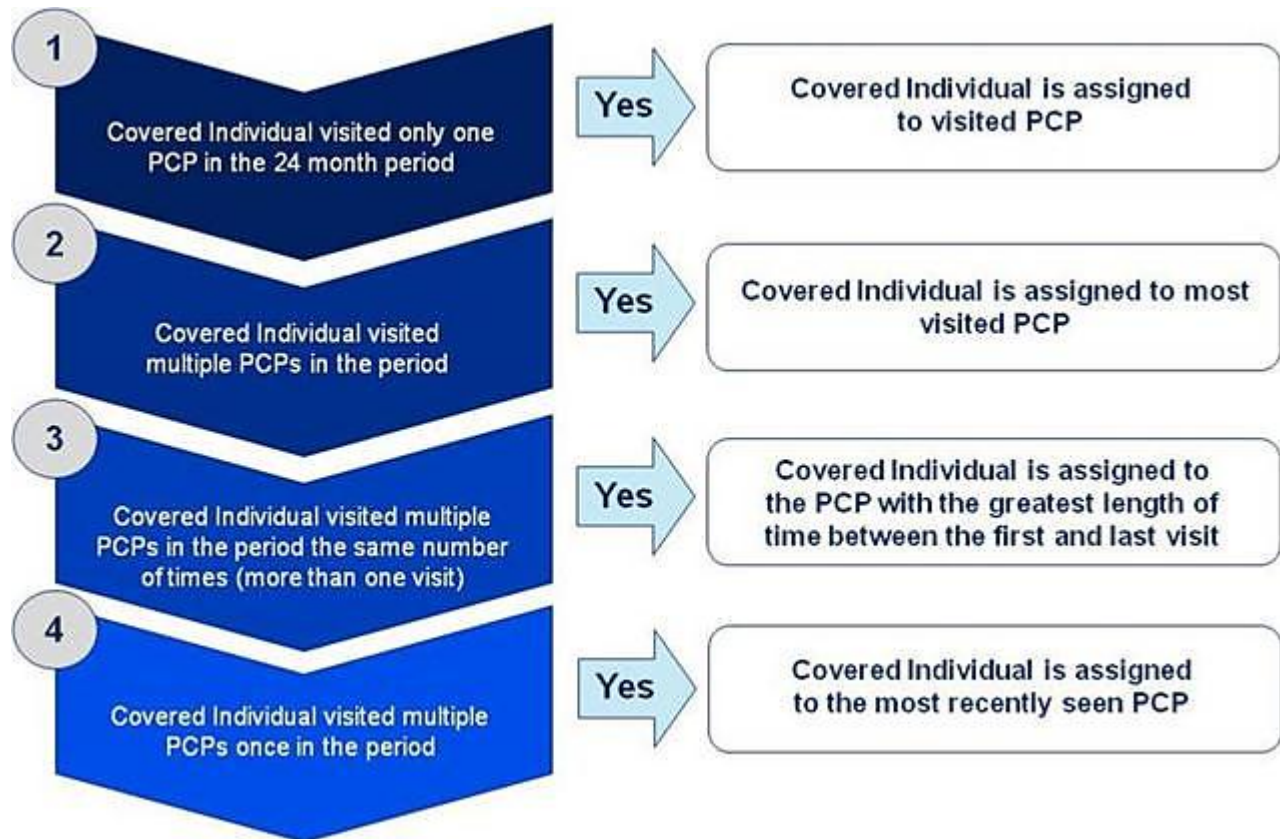 1
Covered Individual visited only one
PCP in the 24 month period
Yes
Covered Individual is assigned
to visited PCP
2
Covered Individual visited
multiple PCPs in the period
Yes
Covered Individual is assigned to most
visited PCP
3
Covered Individual visited multiple
PCPs in the period the same number
of times (more than one visit)
Yes
Covered Individual is assigned to
the PCP with the greatest length of
time between the first and last visit
4
Covered Individual visited multiple
PCPs once in the period
Yes
Covered Individual is assigned
to the most recently seen PCP